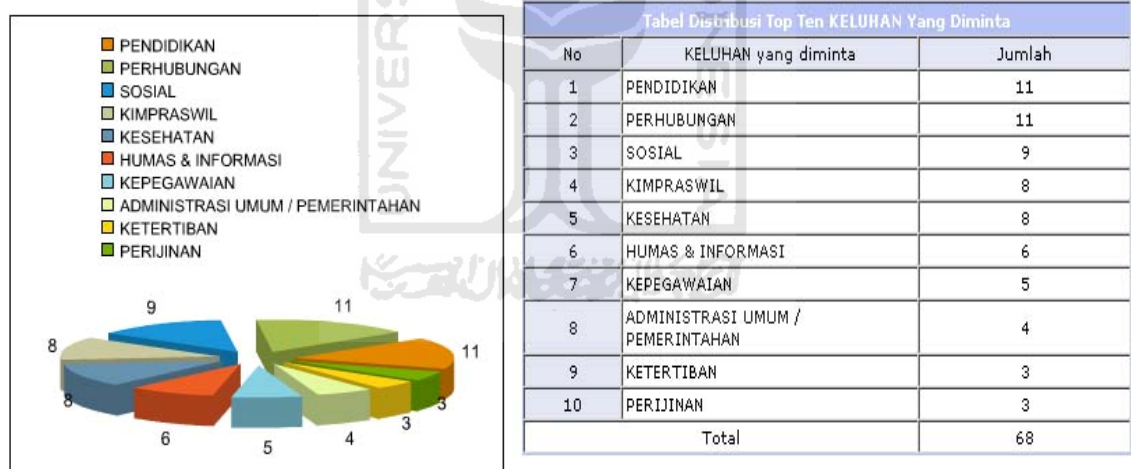 PENDIDIKAN
PERHUBUNGAN
SOSIAL
KIMPRASWIL
KESEHATAN
HUMAS & INFORMASI
KEPEGAWAIAN
ADMINISTRASI UMUM / PEMERINTAHAN
KETERTIBAN
PERIJINAN
9 11
8 11
8 3
6 5 4 3
Tabel Distribusi Top Ten KELUHAN Yang Diminta
No KELUHAN yang diminta Jumlah
1 PENDIDIKAN 11
2 PERHUBUNGAN 11
3 SOSIAL 9
4 KIMPRASWIL 8
5 KESEHATAN 8
6 HUMAS & INFORMASI 6
7 KEPEGAWAIAN 5
8 ADMINISTRASI UMUM /
PEMERINTAHAN 4
9 KETERTIBAN 3
10 PERIJINAN 3
Total 68